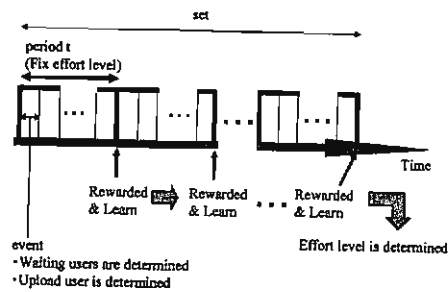 set
period t
(Fix effort level)
...
...
...
...
Time
Rewarded
& Learn
Rewarded
& Learn
...
Rewarded
& Learn
event
・Waiting users are determined
・Upload user is determined
Effort level is determined